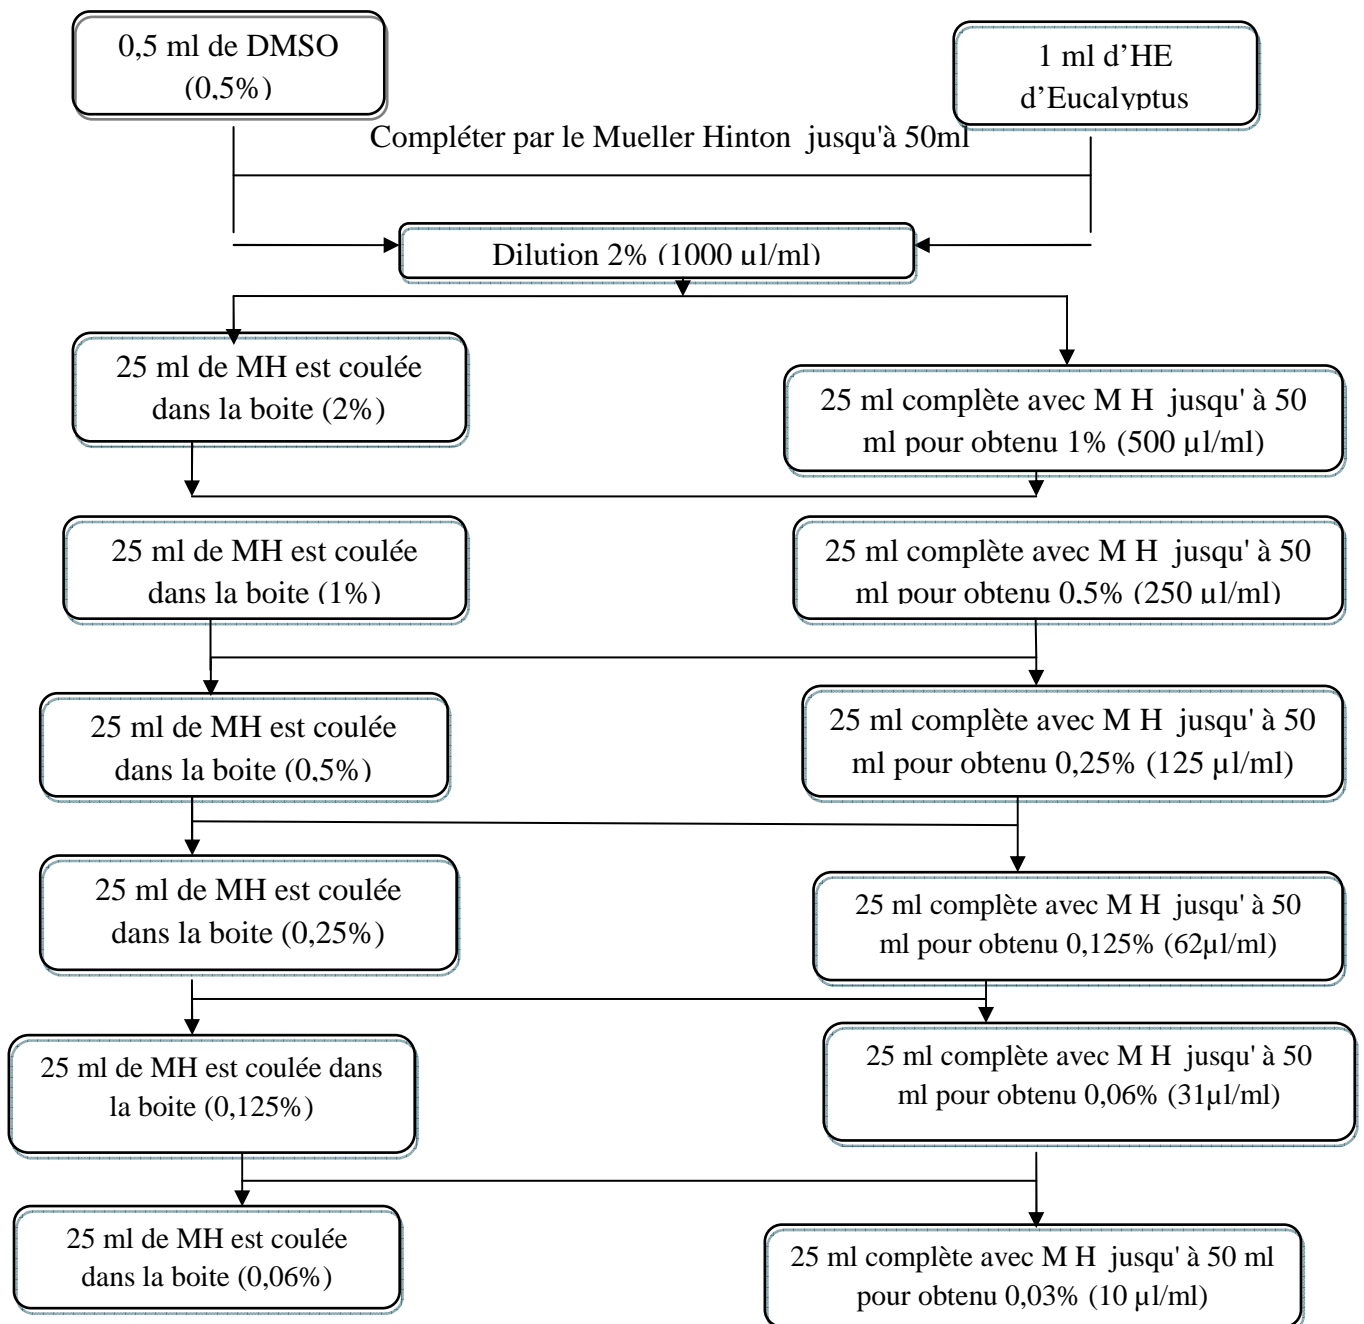 0,5 ml de DMSO
(0,5%)
1 ml d’HE
d’Eucalyptus
Compléter par le Mueller Hinton jusqu'à 50ml
Dilution 2% (1000 µl/ml)
25 ml de MH est coulée
dans la boite (2%)
25 ml complète avec M H jusqu' à 50
ml pour obtenu 1% (500 µl/ml)
25 ml de MH est coulée
dans la boite (1%)
25 ml complète avec M H jusqu' à 50
ml pour obtenu 0,5% (250 µl/ml)
25 ml de MH est coulée
dans la boite (0,5%)
25 ml complète avec M H jusqu' à 50
ml pour obtenu 0,25% (125 µl/ml)
25 ml de MH est coulée
dans la boite (0,25%)
25 ml complète avec M H jusqu' à 50
ml pour obtenu 0,125% (62µl/ml)
25 ml de MH est coulée dans
la boite (0,125%)
25 ml complète avec M H jusqu' à 50
ml pour obtenu 0,06% (31µl/ml)
25 ml de MH est coulée
dans la boite (0,06%)
25 ml complète avec M H jusqu' à 50 ml
pour obtenu 0,03% (10 µl/ml)